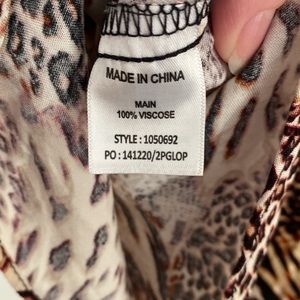 MADE IN CHINA
MAIN
100% VISCOSE
STYLE : 1050692
PO : 141220/2PGLOP